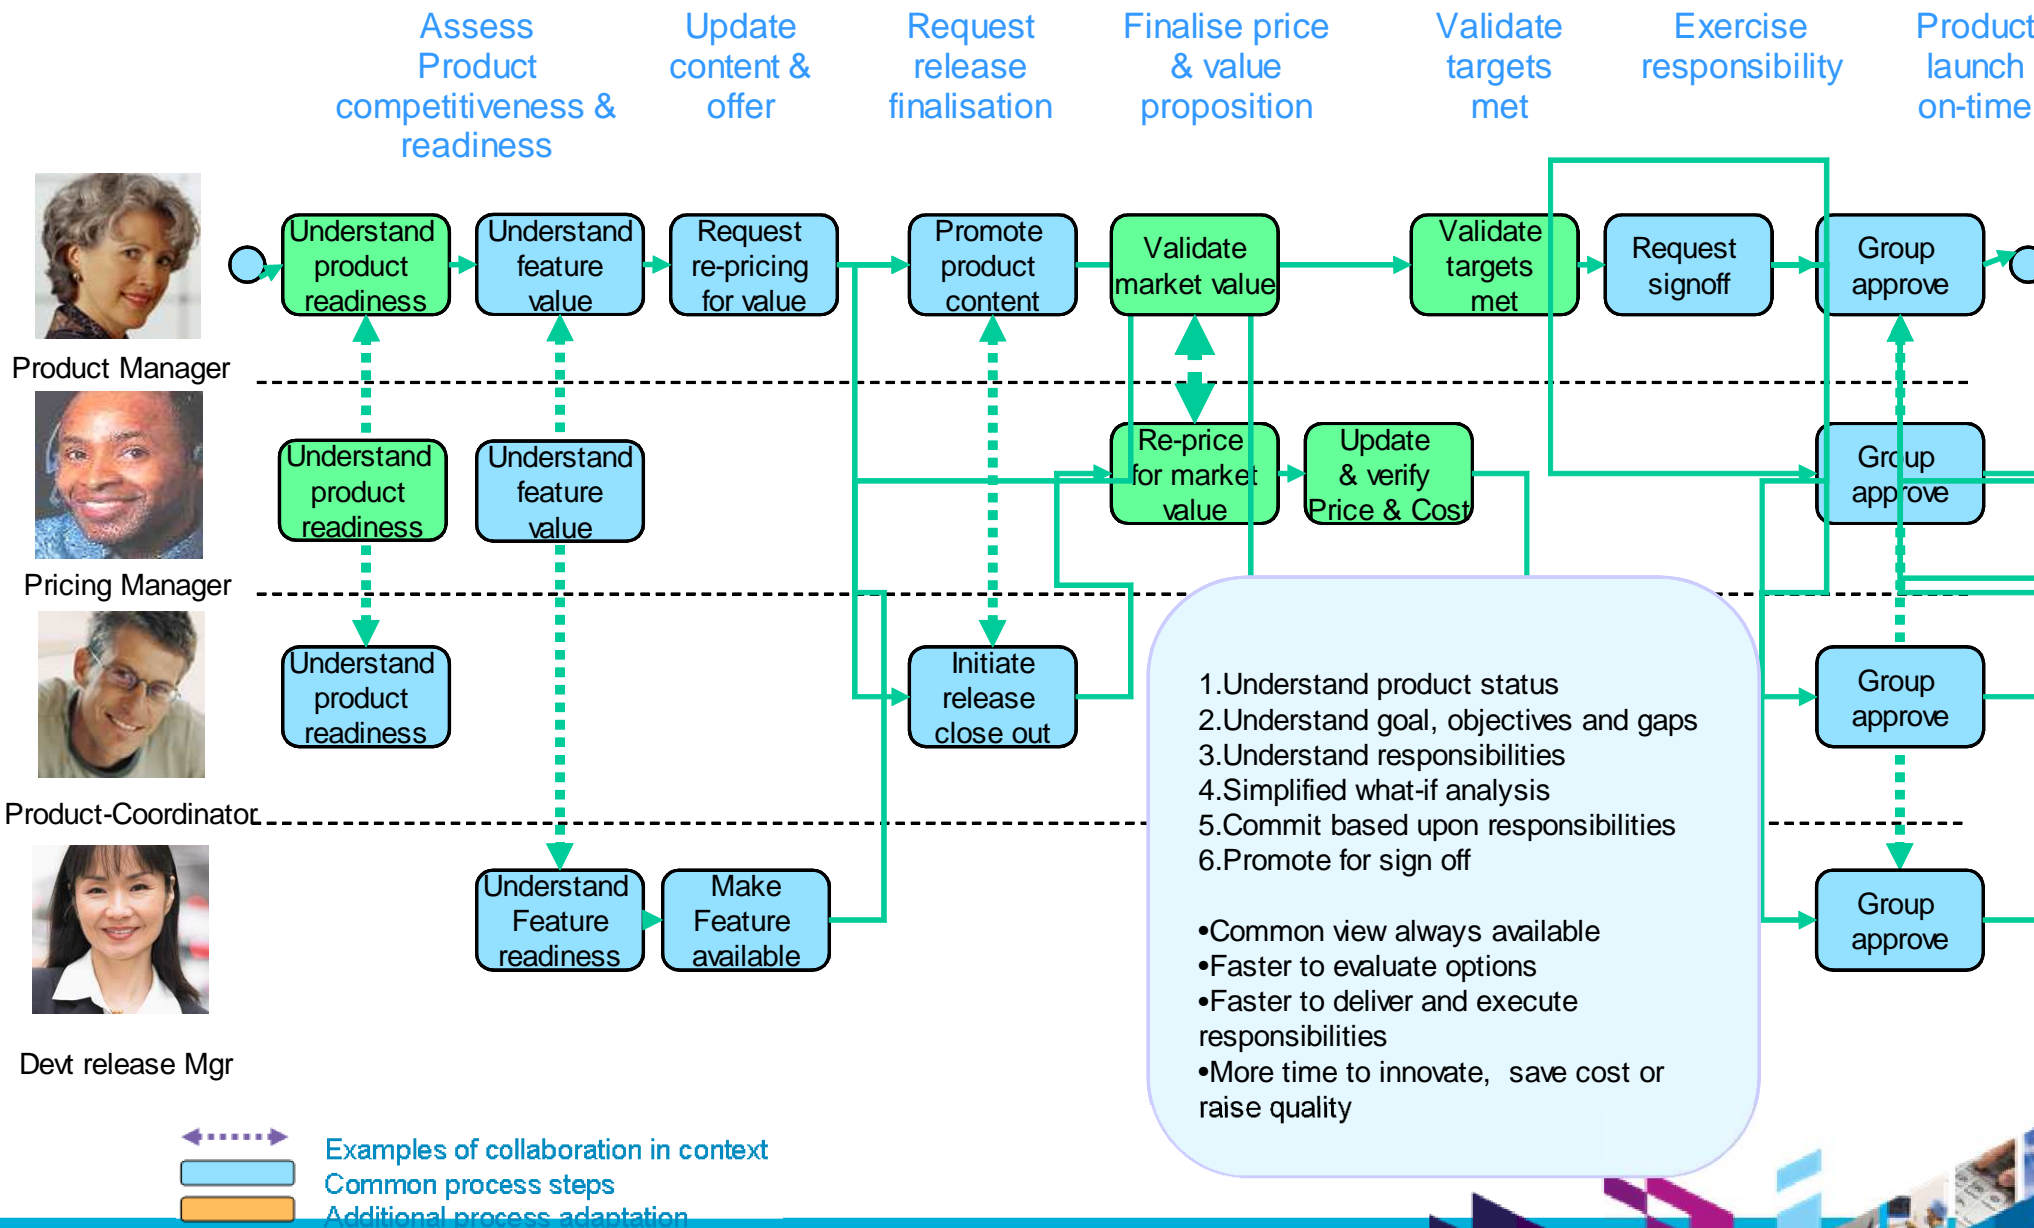 Assess
Product
competitiveness &
readiness
Update
content &
offer
Request
release
finalisation
Finalise price
& value
proposition
Validate
targets
met
Exercise
responsibility
Product
launch
on-time
Understand
product
readiness
Understand
feature
value
Request
re-pricing
for value
Promote
product
content
Validate
market value
Validate
targets
met
Request
signoff
Group
approve
Product Manager
Understand
product
readiness
Understand
feature
value
Re-price
for market
value
Update
& verify
Price & Cost
Group
approve
Pricing Manager
Understand
product
readiness
Initiate
release
close out
Group
approve
Product-Coordinator
Understand
Feature
readiness
Make
Feature
available
Group
approve
Devt release Mgr
1.Understand product status
2.Understand goal, objectives and gaps
3.Understand responsibilities
4.Simplified what-if analysis
5.Commit based upon responsibilities
6.Promote for sign off
•Common view always available
•Faster to evaluate options
•Faster to deliver and execute
responsibilities
•More time to innovate,  save cost or
raise quality
Examples of collaboration in context
Common process steps
Additional process adaptation